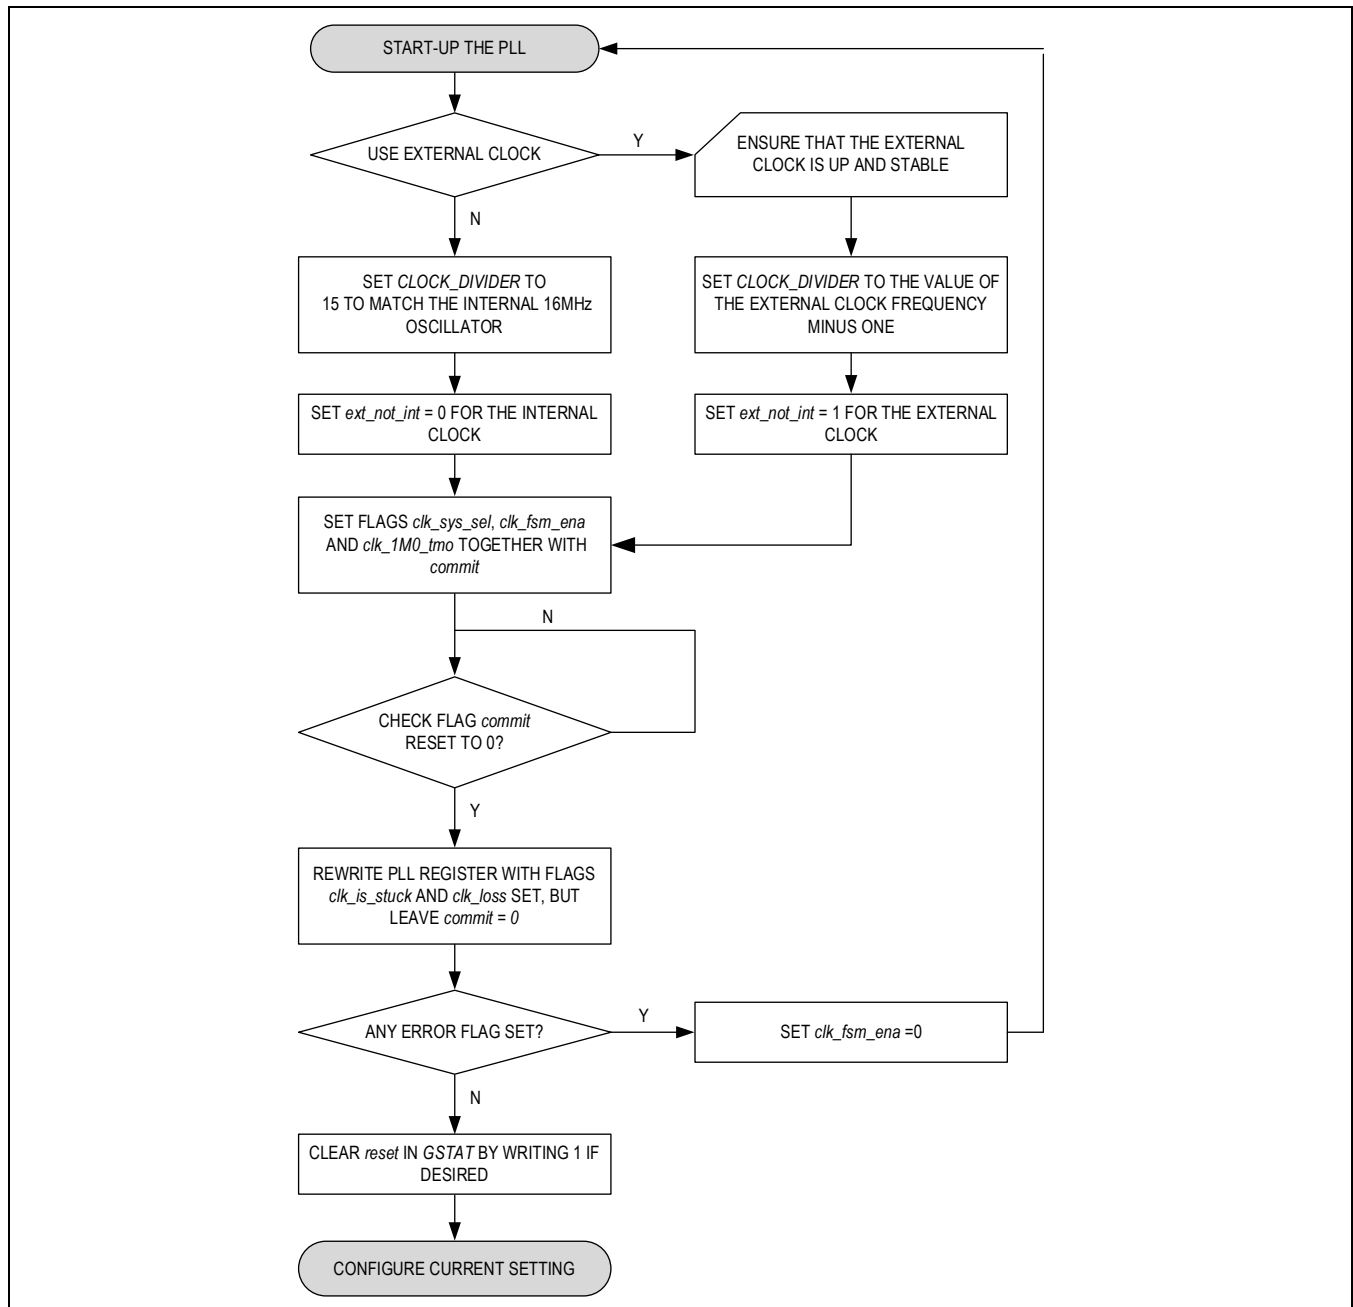 START-UP THE PLL
USE EXTERNAL CLOCK
Y
ENSURE THAT THE EXTERNAL
CLOCK IS UP AND STABLE
N
SET CLOCK_DIVIDER TO
15 TO MATCH THE INTERNAL 16MHz
OSCILLATOR
SET CLOCK_DIVIDER TO THE VALUE OF
THE EXTERNAL CLOCK FREQUENCY
MINUS ONE
SET ext_not_int = 0 FOR THE INTERNAL
CLOCK
SET ext_not_int = 1 FOR THE EXTERNAL
CLOCK
SET FLAGS clk_sys_sel, clk_fsm_ena
AND clk_1M0_tmo TOGETHER WITH
commit
N
CHECK FLAG commit
RESET TO 0?
Y
REWRITE PLL REGISTER WITH FLAGS
clk_is_stuck AND clk_loss SET, BUT
LEAVE commit = 0
ANY ERROR FLAG SET?
Y
SET clk_fsm_ena =0
N
CLEAR reset IN GSTAT BY WRITING 1 IF
DESIRED
CONFIGURE CURRENT SETTING